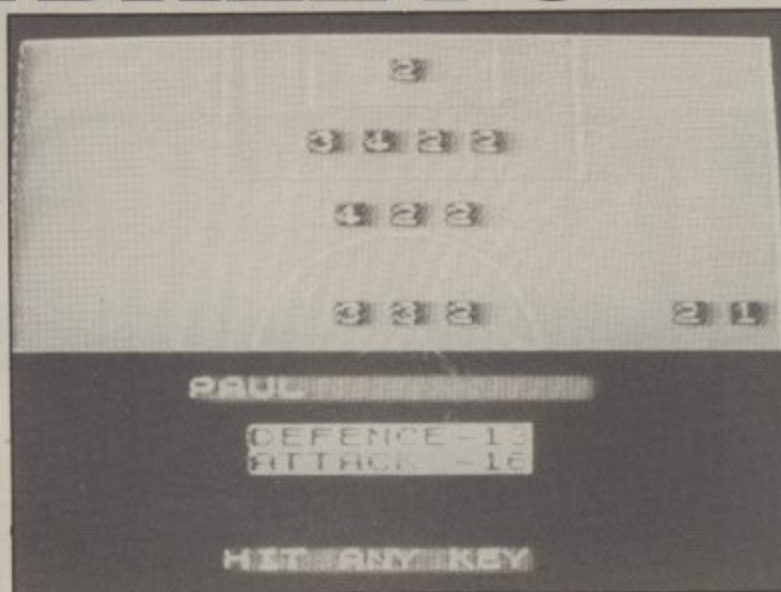 2
3 4 2 2
4 2 2
3 3 2 2 1
PAUL
DEFENCE-13
ATTACK -16
HIT ANY KEY